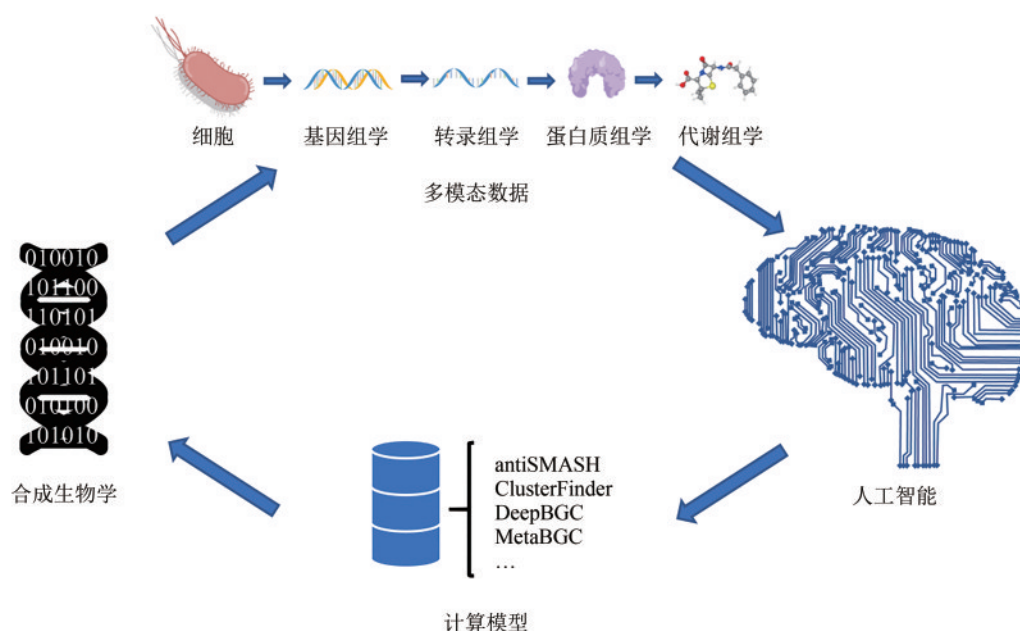 细胞
基因组学
转录组学
蛋白质组学
代谢组学
多模态数据
010010
101100
110101
010010
101101
010100
101010
合成生物学
人工智能
antiSMASH
ClusterFinder
DeepBGC
MetaBGC
…
计算模型